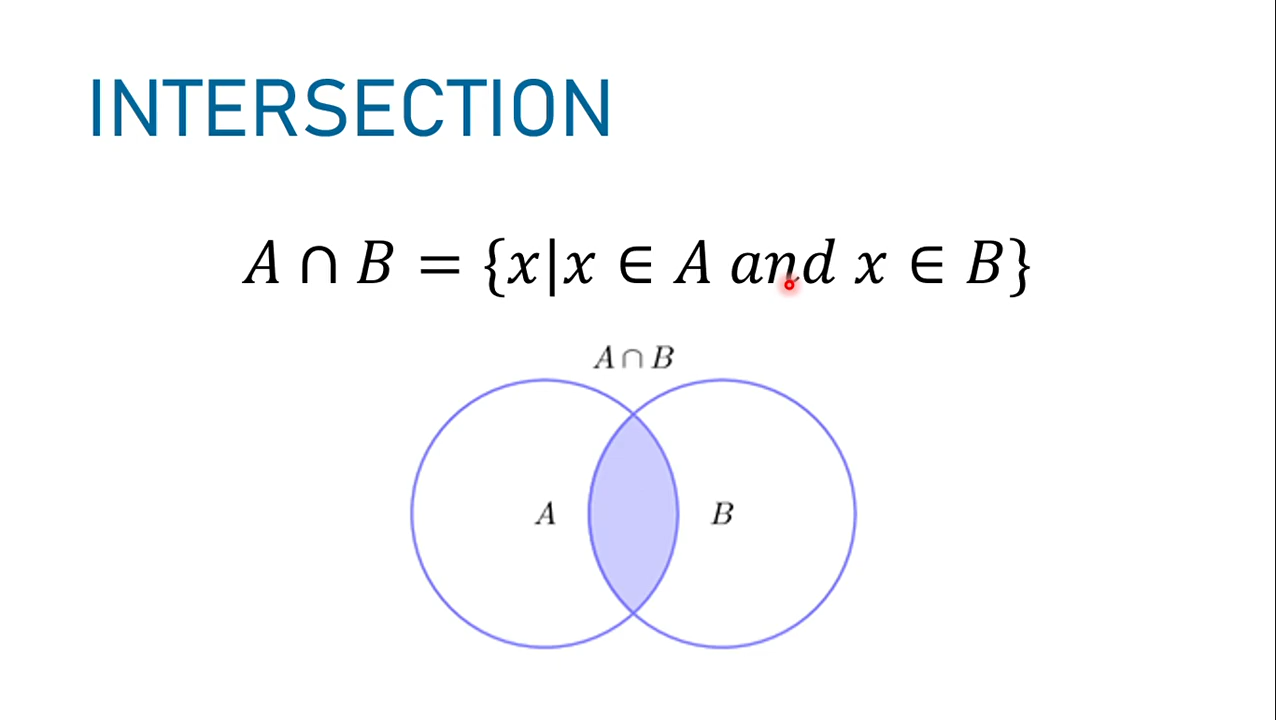 INTERSECTION
A ∩ B = {x|x ∈ A and x ∈ B}
A ∩ B
A B